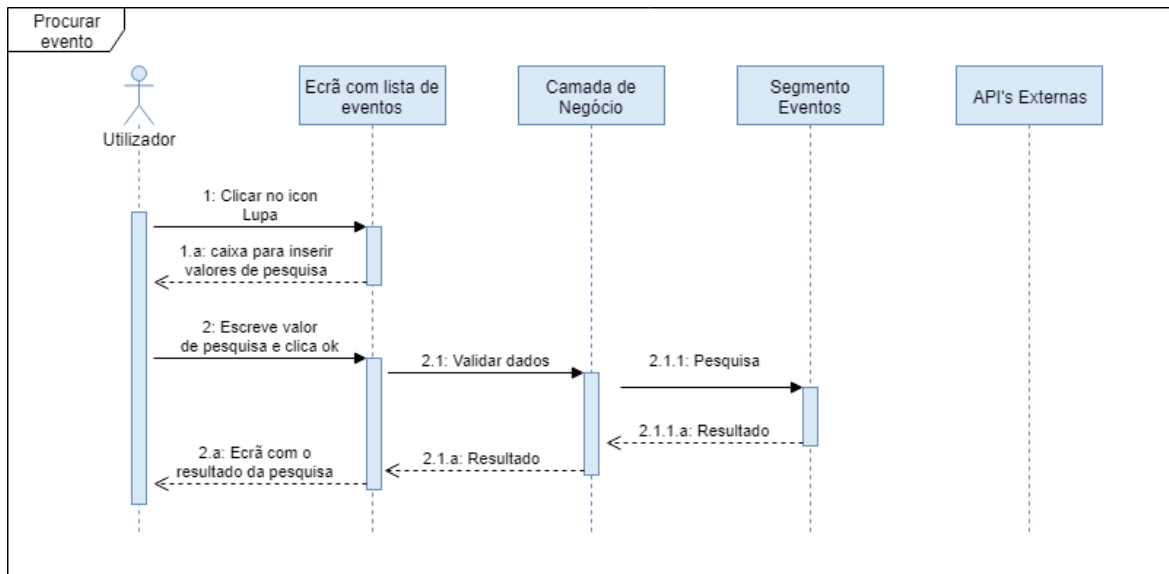 Procurar
evento
Utilizador
Ecrã com lista de
eventos
Camada de
Negócio
Segmento
Eventos
API's Externas
1: Clicar no icon
Lupa
1.a: caixa para inserir
valores de pesquisa
2: Escreve valor
de pesquisa e clica ok
2.1: Validar dados
2.1.1: Pesquisa
2.1.1.a: Resultado
2.1.a: Resultado
2.a: Ecrã com o
resultado da pesquisa